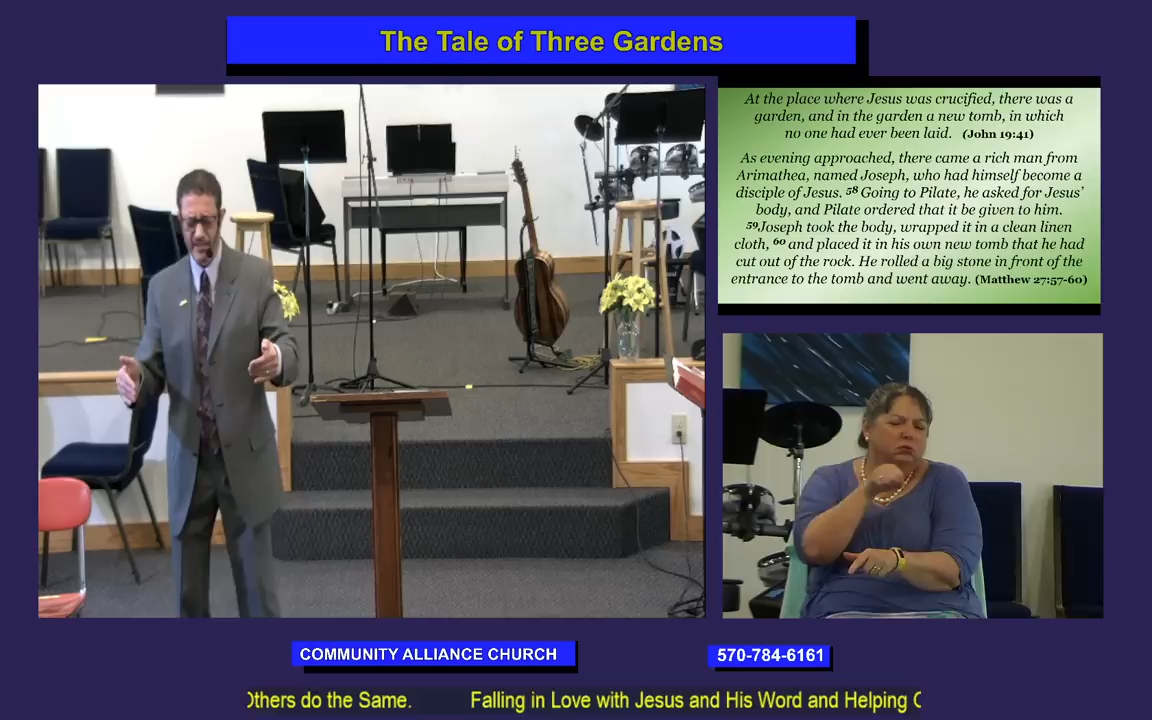 The Tale of Three Gardens
At the place where Jesus was crucified, there was a
garden, and in the garden a new tomb, in which
no one had ever been laid. (John 19:41)
As evening approached, there came a rich man from
Arimathea, named Joseph, who had himself become a
disciple of Jesus. 58 Going to Pilate, he asked for Jesus'
body, and Pilate ordered that it be given to him.
59Joseph took the body, wrapped it in a clean linen
cloth, 60 and placed it in his own new tomb that he had
cut out of the rock. He rolled a big stone in front of the
entrance to the tomb and went away. (Matthew 27:57-60)
COMMUNITY ALLIANCE CHURCH
570-784-6161
Others do the Same. Falling in Love with Jesus and His Word and Helping